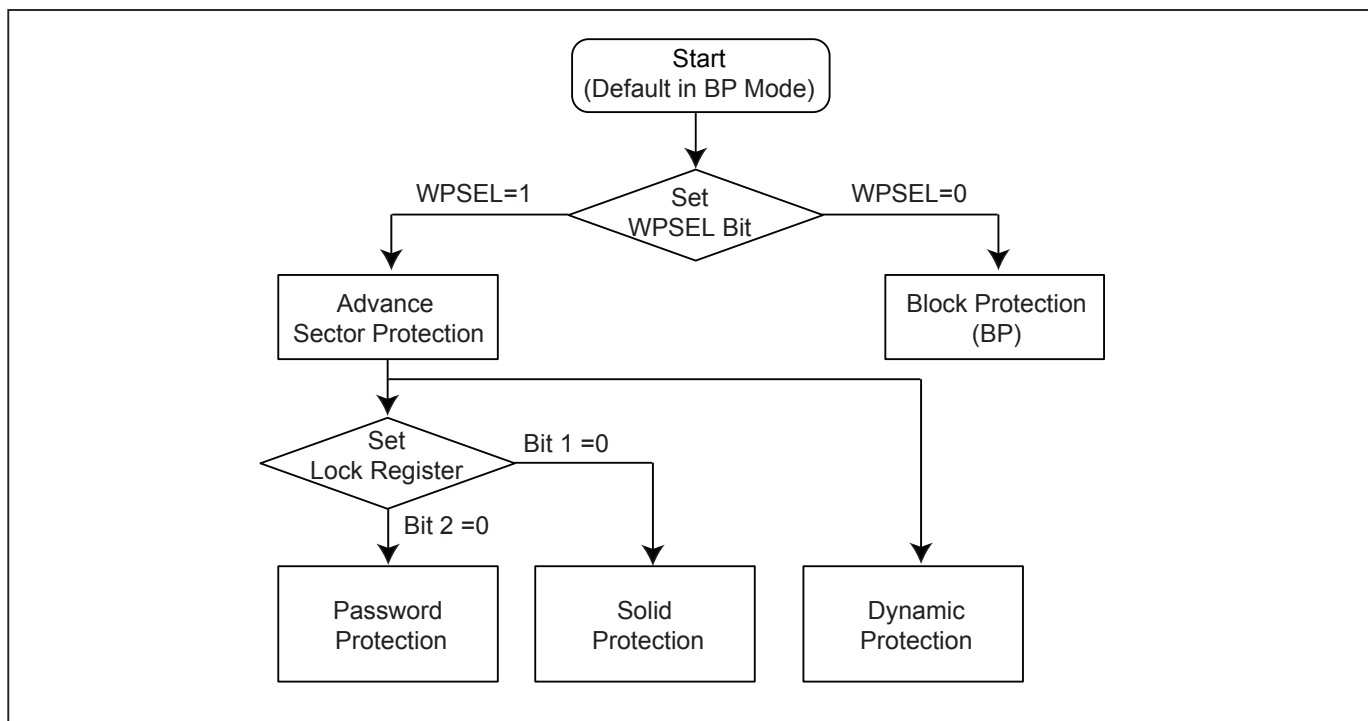 Start
(Default in BP Mode)
WPSEL=1
Set
WPSEL Bit
WPSEL=0
Advance
Sector Protection
Block Protection
(BP)
Set
Lock Register
Bit 1 =0
Bit 2 =0
Password
Protection
Solid
Protection
Dynamic
Protection